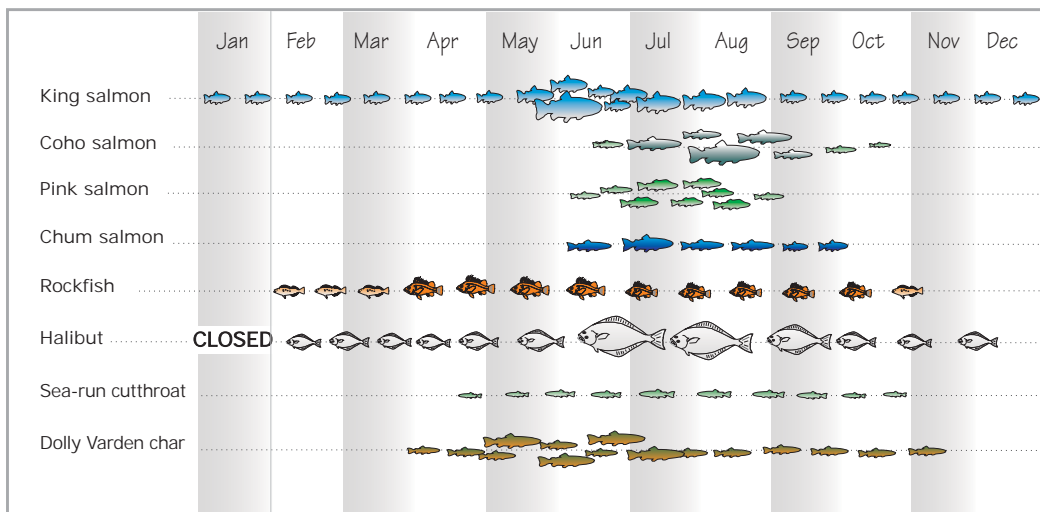 Jan Feb Mar Apr May Jun Jul Aug Sep Oct Nov Dec
King salmon
Coho salmon
Pink salmon
Chum salmon
Rockfish
Halibut CLOSED
Sea-run cutthroat
Dolly Varden char